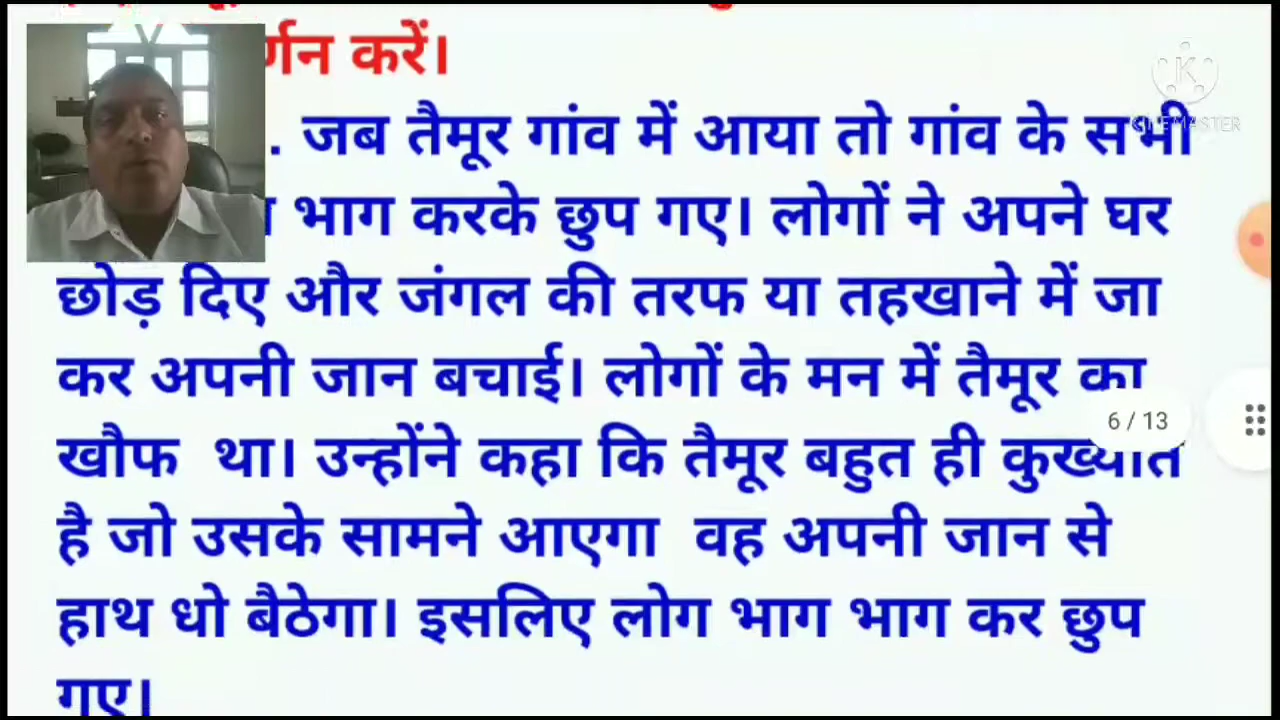 र्णन करें।
. जब तैमूर गांव में आया तो गांव के सभी
भाग करके छुप गए। लोगों ने अपने घर
छोड़ दिए और जंगल की तरफ या तहखाने में जा
कर अपनी जान बचाई। लोगों के मन में तैमूर का
खौफ था। उन्होंने कहा कि तैमूर बहुत ही कुख्यात
है जो उसके सामने आएगा वह अपनी जान से
हाथ धो बैठेगा। इसलिए लोग भाग भाग कर छुप
गए।
K
KINEMASTER
6 / 13